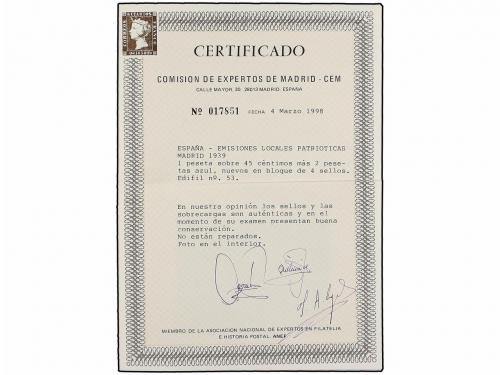 CERTIFICADO
COMISION DE EXPERTOS DE MADRID - CEM
CALLE MAYOR, 30 28013 MADRID. ESPAÑA
Nº 017851 FECHA 4 Marzo 1998
ESPAÑA - EMISIONES LOCALES PATRIOTICAS
MADRID 1939
1 peseta sobre 45 céntimos más 2 pese-
tas azul, nuevos en bloque de 4 sellos.
Edifil nº. 53.
En nuestra opinión los sellos y las
sobrecargas son auténticas y en el
momento de su examen presentan buena
conservación.
No están reparados.
Foto en el interior.
MIEMBRO DE LA ASOCIACION NACIONAL DE EXPERTOS EN FILATELIA
E HISTORIA POSTAL ANEF